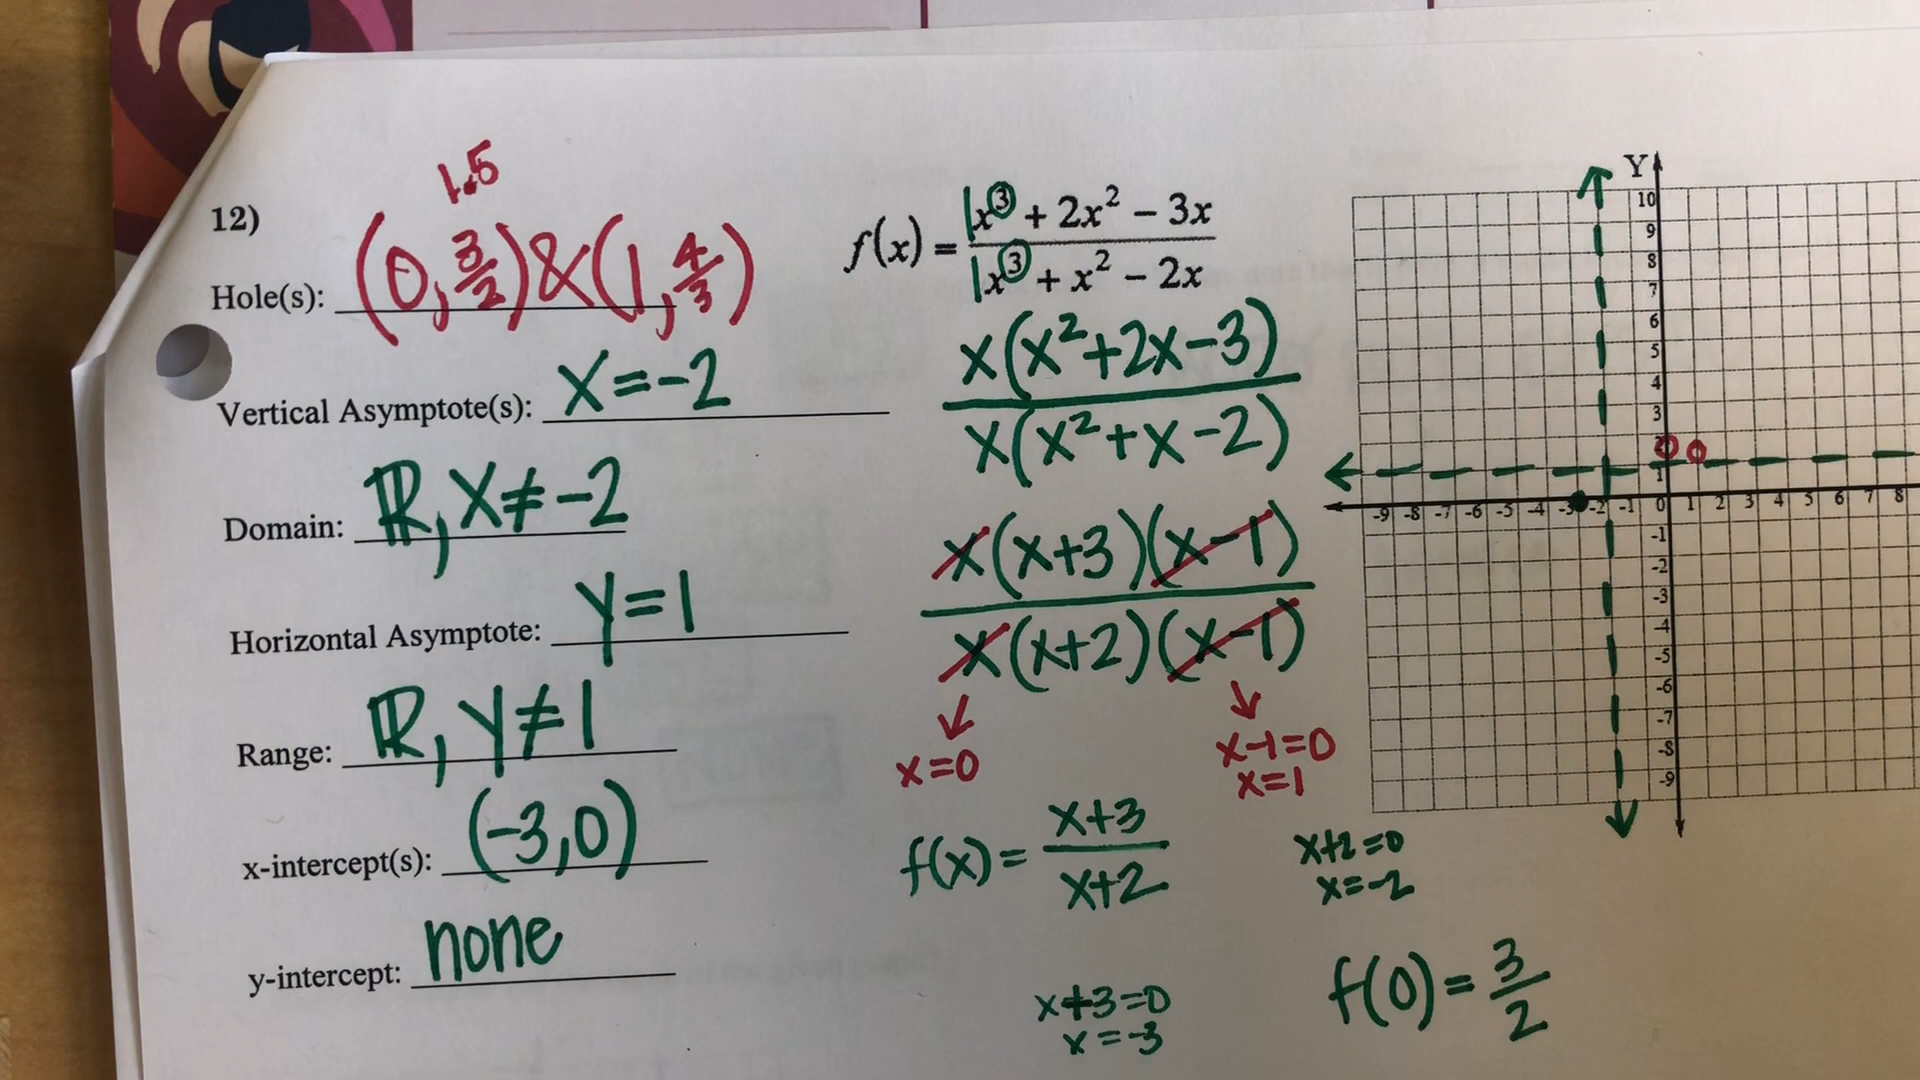 12)
1.5
Hole(s): (0, 3/2) & (1, 4/3)
Vertical Asymptote(s): x=-2
Domain: ℝ, x≠-2
Horizontal Asymptote: y=1
Range: ℝ, y≠1
x-intercept(s): (-3,0)
y-intercept: none
f(x) = (1x³ + 2x² − 3x)/(1x³ + x² − 2x)
x(x²+2x-3)
x(x²+x-2)
x(x+3)(x-1)
x(x+2)(x-1)
x=0
x-1=0
x=1
f(x) = (x+3)/(x+2)
x+2=0
x=-2
x+3=0
x=-3
f(0) = 3/2
Y
10
9
8
7
6
5
4
3
2
1
-9 -8 -7 -6 -5 -4 -3 -2 -1 0 1 2 3 4 5 6 7 8
-1
-2
-3
-4
-5
-6
-7
-8
-9